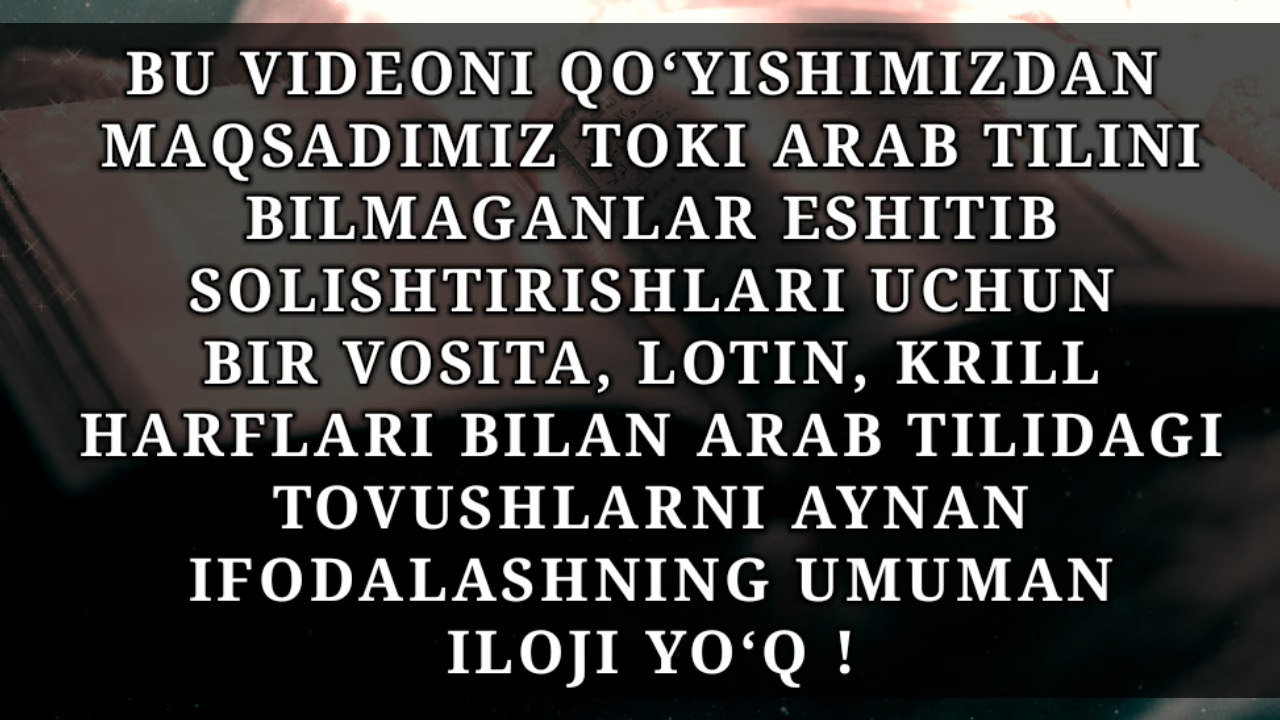 BU VIDEONI QO‘YISHIMIZDAN
MAQSADIMIZ TOKI ARAB TILINI
BILMAGANLAR ESHITIB
SOLISHTIRISHLARI UCHUN
BIR VOSITA, LOTIN, KRILL
HARFLARI BILAN ARAB TILIDAGI
TOVUSHLARNI AYNAN
IFODALASHNING UMUMAN
ILOJI YO‘Q !